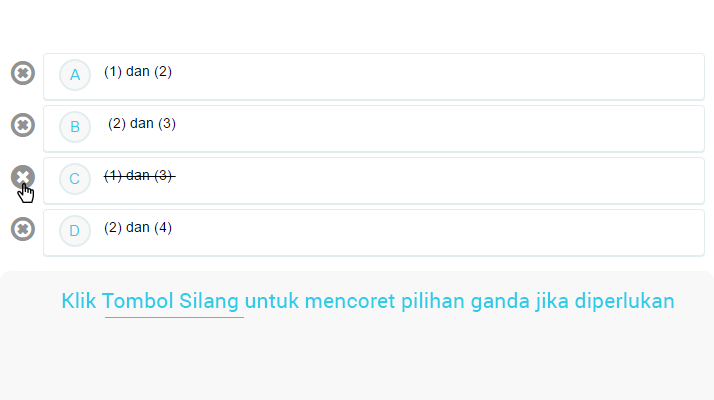 A (1) dan (2)
B (2) dan (3)
C (1) dan (3)
D (2) dan (4)
Klik Tombol Silang untuk mencoret pilihan ganda jika diperlukan